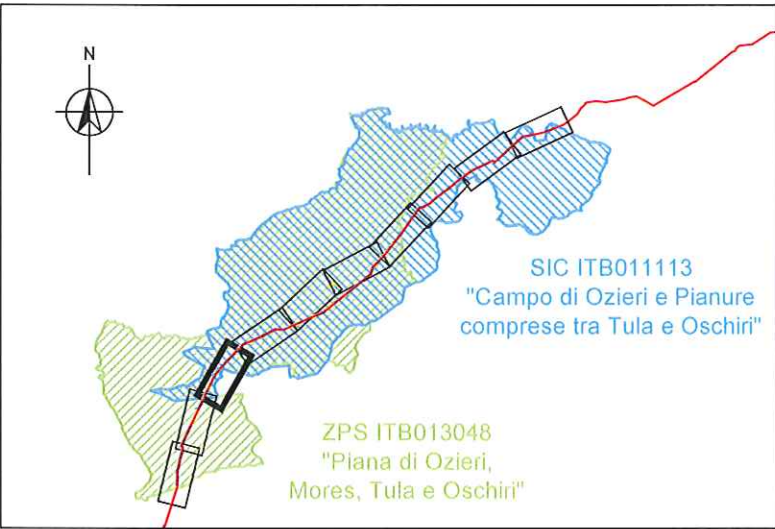 N
SIC ITB011113
"Campo di Ozieri e Pianure
comprese tra Tula e Oschiri"
ZPS ITB013048
"Piana di Ozieri,
Mores, Tula e Oschiri"